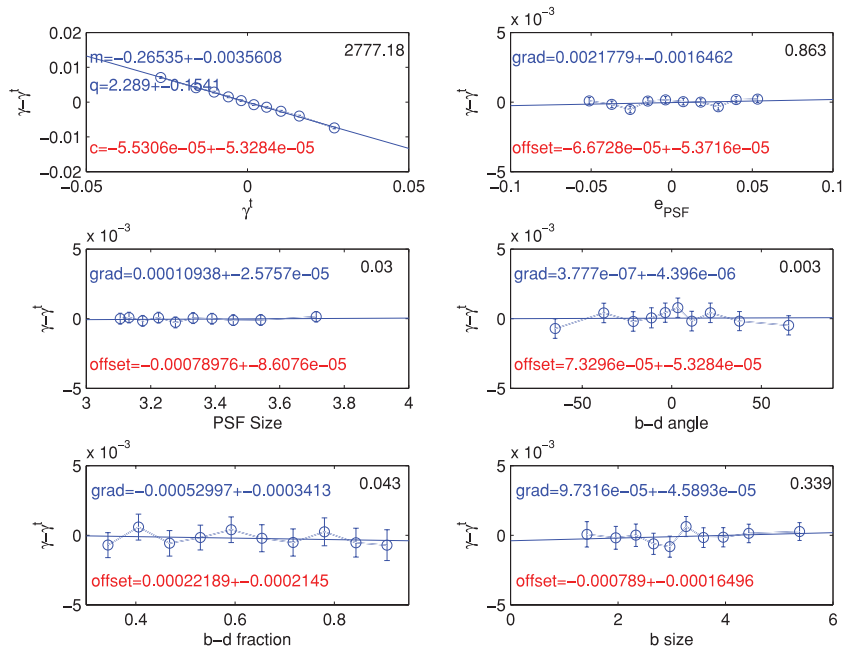 0.02
0.01
0
−0.01
−0.02
−0.05
0
0.05
γ−γᵗ
γᵗ
m=−0.26535+−0.0035608
2777.18
q=2.289+−0.1541
c=−5.5306e−05+−5.3284e−05
x 10⁻³
5
0
−5
−0.1
−0.05
0
0.05
0.1
γ−γᵗ
e_PSF
grad=0.0021779+−0.0016462
0.863
offset=−6.6728e−05+−5.3716e−05
x 10⁻³
5
0
−5
3
3.2
3.4
3.6
3.8
4
γ−γᵗ
PSF Size
grad=0.00010938+−2.5757e−05
0.03
offset=−0.00078976+−8.6076e−05
x 10⁻³
5
0
−5
−50
0
50
γ−γᵗ
b−d angle
grad=3.777e−07+−4.396e−06
0.003
offset=7.3296e−05+−5.3284e−05
x 10⁻³
5
0
−5
0.4
0.6
0.8
γ−γᵗ
b−d fraction
grad=−0.00052997+−0.0003413
0.043
offset=0.00022189+−0.0002145
x 10⁻³
5
0
−5
0
2
4
6
γ−γᵗ
b size
grad=9.7316e−05+−4.5893e−05
0.339
offset=−0.000789+−0.00016496